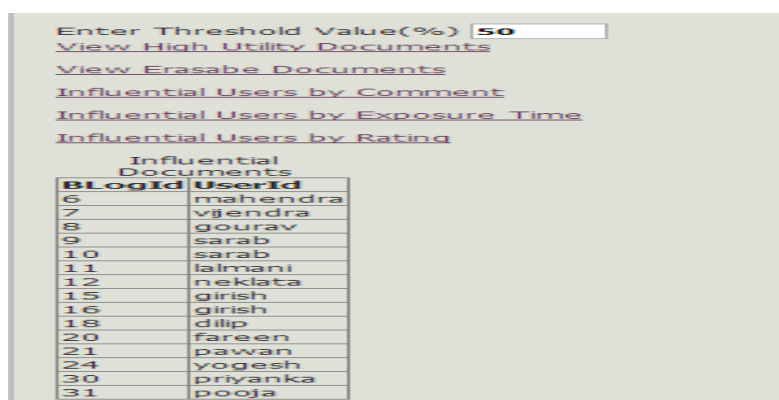 Enter Threshold Value(%) 50
View High Utility Documents
View Erasabe Documents
Influential Users by Comment
Influential Users by Exposure Time
Influential Users by Rating
Influential
Documents
BLogId UserId
6 mahendra
7 vijendra
8 gourav
9 sarab
10 sarab
11 lalmani
12 neklata
15 girish
16 girish
18 dilip
20 fareen
21 pawan
24 yogesh
30 priyanka
31 pooja